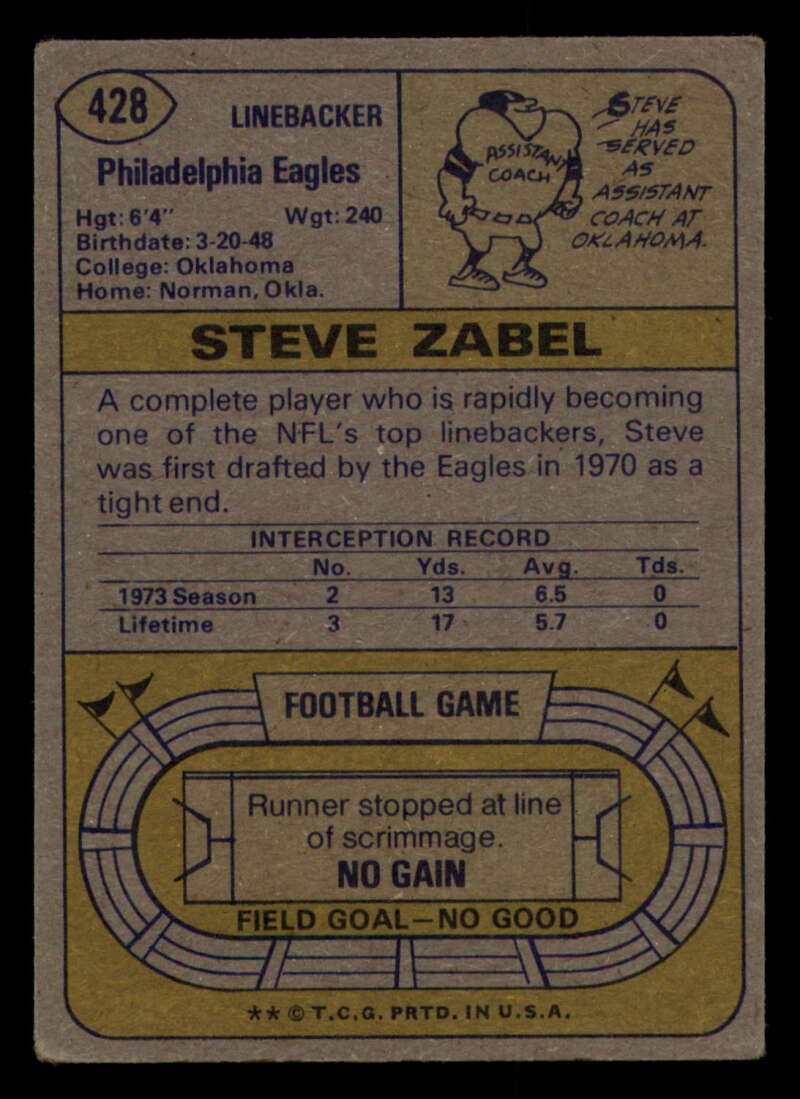 428
LINEBACKER
Philadelphia Eagles
Hgt: 6'4" Wgt: 240
Birthdate: 3-20-48
College: Oklahoma
Home: Norman, Okla.
ASSISTANT
COACH
STEVE
HAS
SERVED
AS
ASSISTANT
COACH AT
OKLAHOMA.
STEVE ZABEL
A complete player who is rapidly becoming
one of the NFL's top linebackers, Steve
was first drafted by the Eagles in 1970 as a
tight end.
INTERCEPTION RECORD
No. Yds. Avg. Tds.
1973 Season 2 13 6.5 0
Lifetime 3 17 5.7 0
FOOTBALL GAME
Runner stopped at line
of scrimmage.
NO GAIN
FIELD GOAL—NO GOOD
** © T.C.G. PRTD. IN U.S.A.